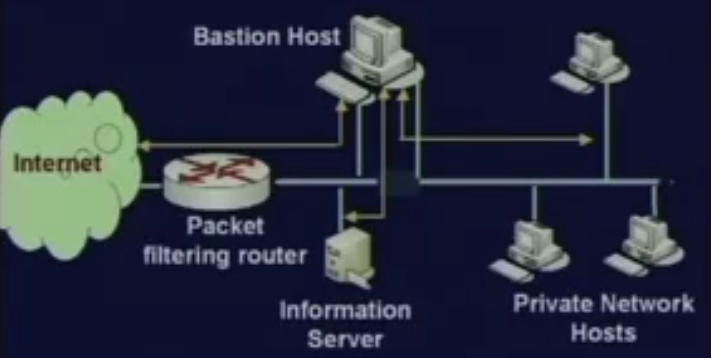 Bastion Host
Internet
Packet
filtering router
Information
Server
Private Network
Hosts